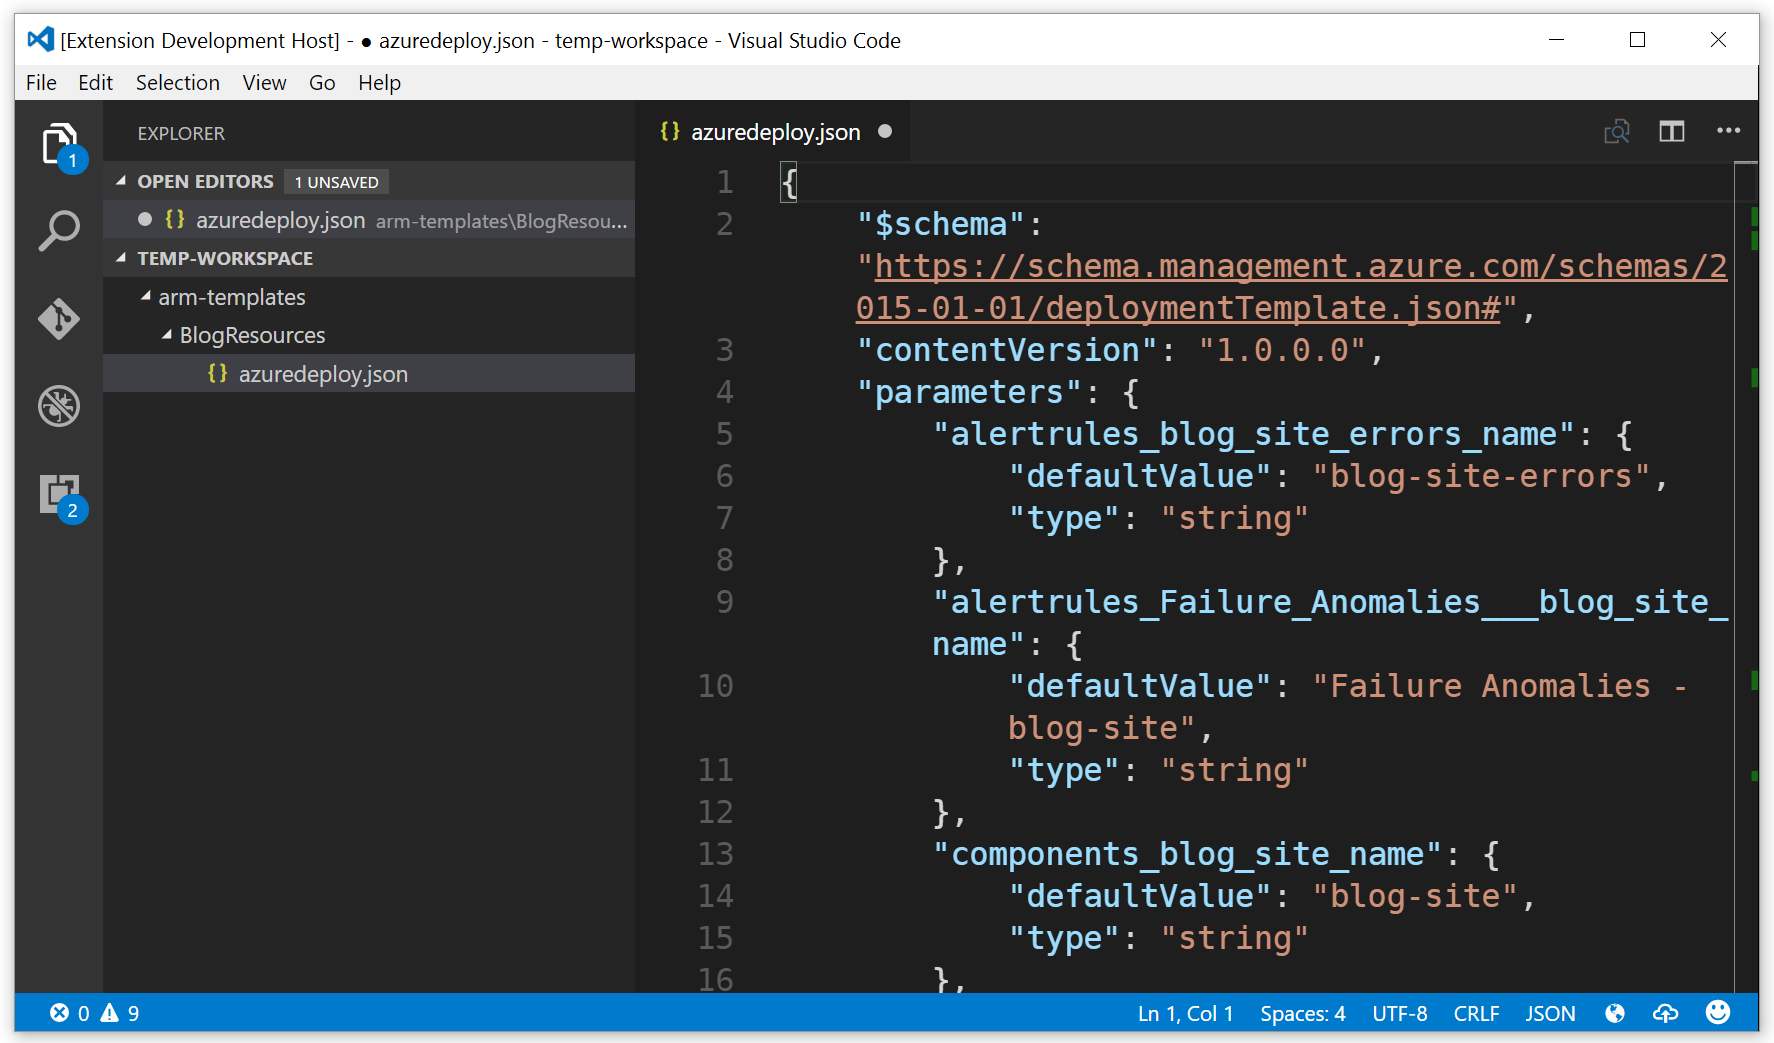 [Extension Development Host] - ● azuredeploy.json - temp-workspace - Visual Studio Code
File Edit Selection View Go Help
EXPLORER
OPEN EDITORS 1 UNSAVED
{} azuredeploy.json arm-templates\BlogResou...
TEMP-WORKSPACE
arm-templates
BlogResources
{} azuredeploy.json
1
2
{} azuredeploy.json
1 {
2 "$schema":
"https://schema.management.azure.com/schemas/2
015-01-01/deploymentTemplate.json#",
3 "contentVersion": "1.0.0.0",
4 "parameters": {
5 "alertrules_blog_site_errors_name": {
6 "defaultValue": "blog-site-errors",
7 "type": "string"
8 },
9 "alertrules_Failure_Anomalies___blog_site_
name": {
10 "defaultValue": "Failure Anomalies -
blog-site",
11 "type": "string"
12 },
13 "components_blog_site_name": {
14 "defaultValue": "blog-site",
15 "type": "string"
16 },
0 9 Ln 1, Col 1 Spaces: 4 UTF-8 CRLF JSON